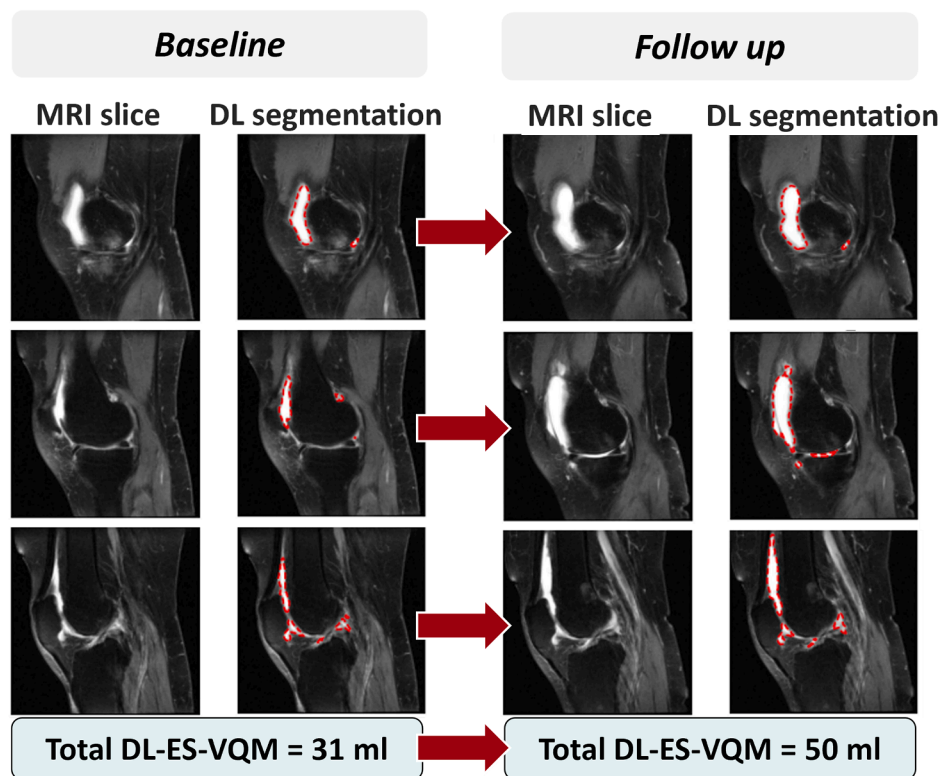 Baseline
Follow up
MRI slice
DL segmentation
MRI slice
DL segmentation
Total DL-ES-VQM = 31 ml
Total DL-ES-VQM = 50 ml